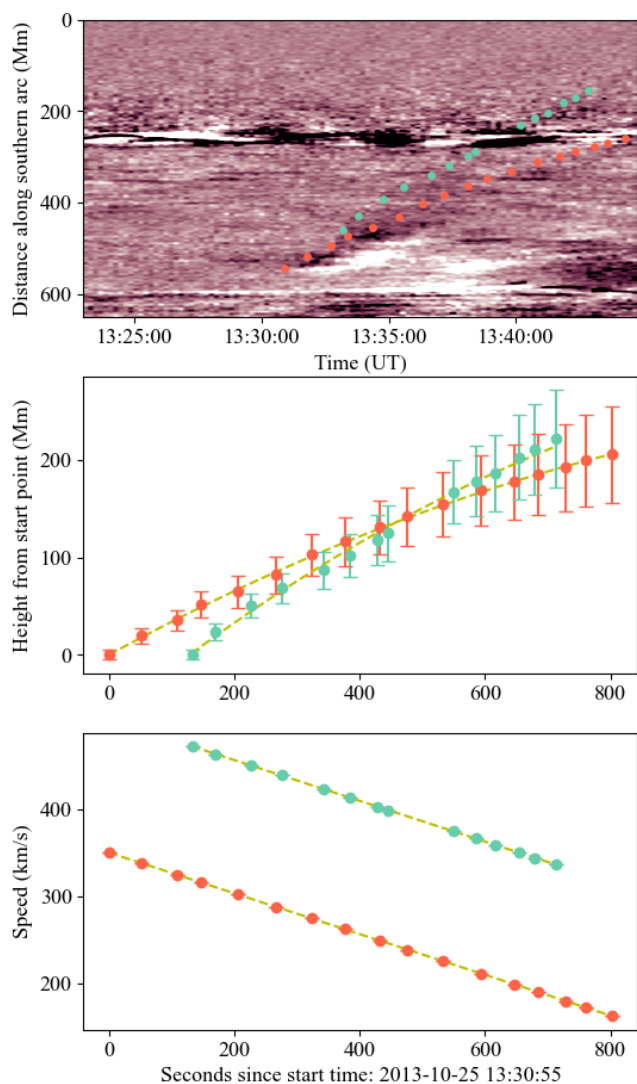 0
200
400
600
Distance along southern arc (Mm)
13:25:00 13:30:00 13:35:00 13:40:00
Time (UT)
200
100
0
Height from start point (Mm)
0 200 400 600 800
400
300
200
Speed (km/s)
0 200 400 600 800
Seconds since start time: 2013-10-25 13:30:55